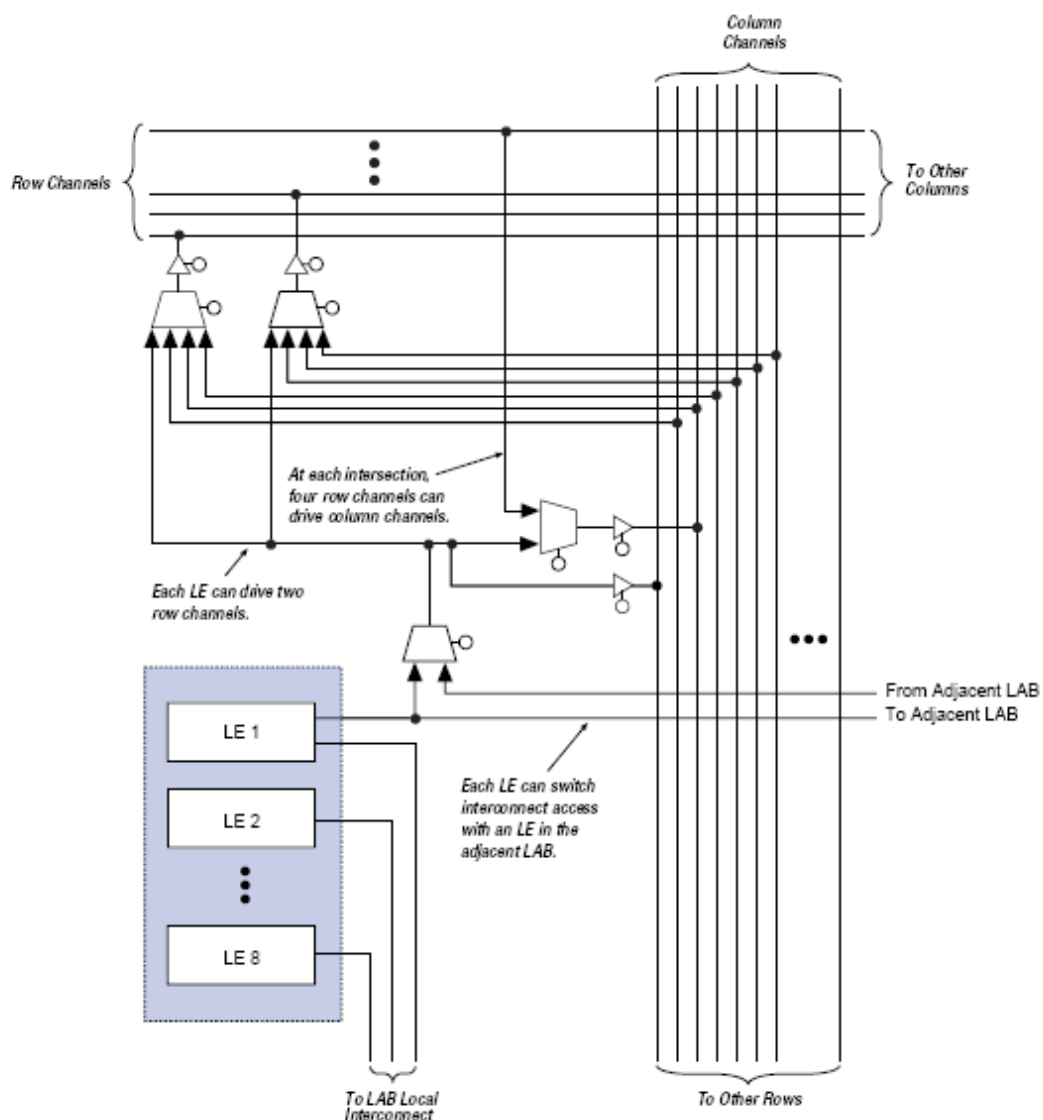 Column
Channels
Row Channels
To Other
Columns
At each intersection,
four row channels can
drive column channels.
Each LE can drive two
row channels.
From Adjacent LAB
To Adjacent LAB
LE 1
Each LE can switch
interconnect access
with an LE in the
adjacent LAB.
LE 2
LE 8
To LAB Local
Interconnect
To Other Rows